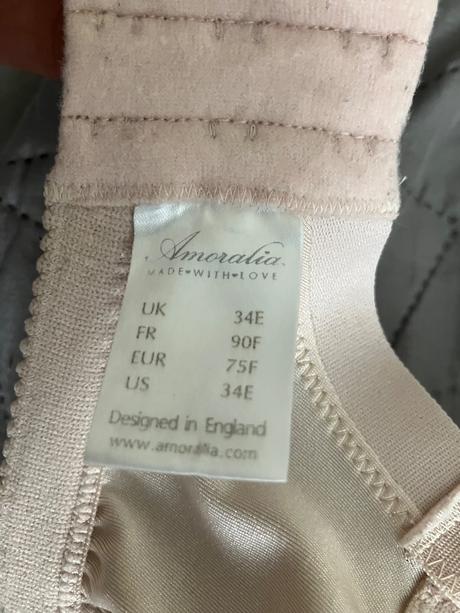 Amoralia
MADE♥WITH♥LOVE
UK 34E
FR 90F
EUR 75F
US 34E
Designed in England
www.amoralia.com